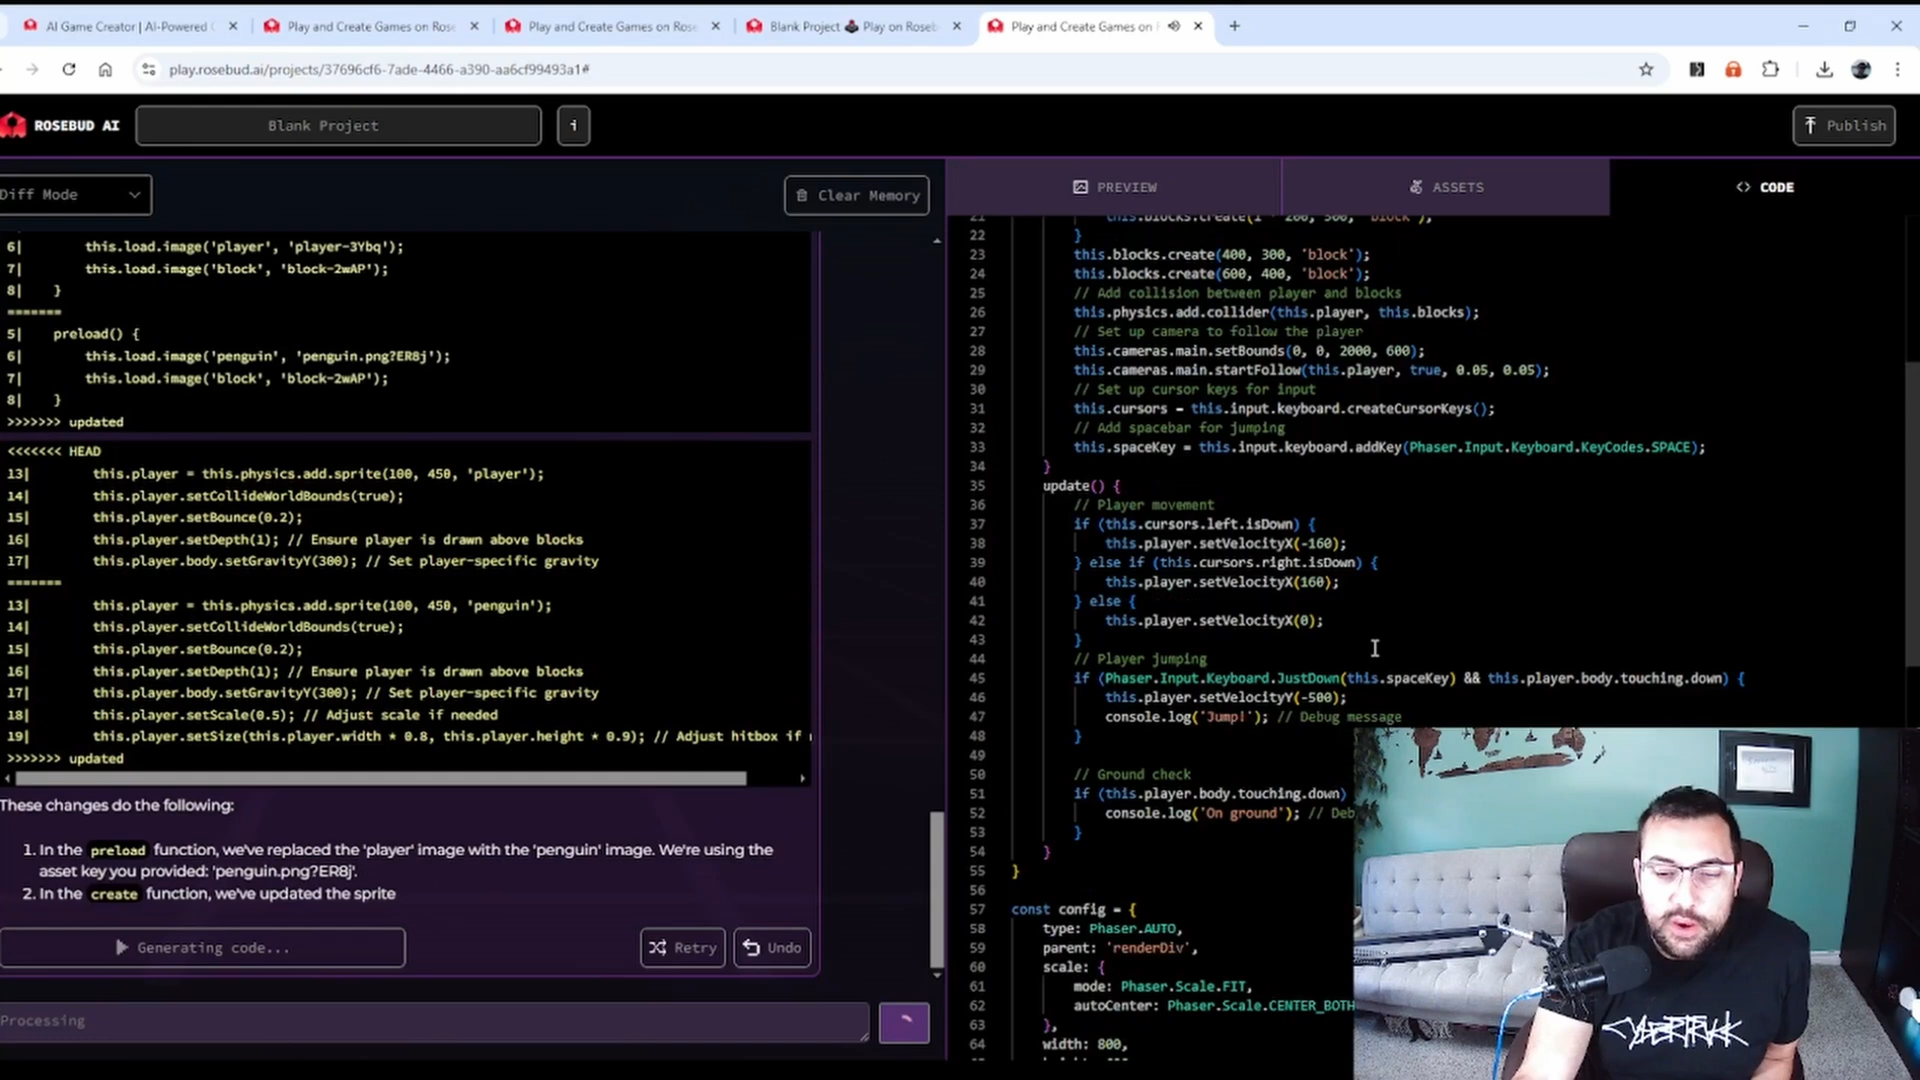 AI Game Creator | AI-Powered
Play and Create Games on Rose
Play and Create Games on Rose
Blank Project Play on Roseb
Play and Create Games on
play.rosebud.ai/projects/37696cf6-7ade-4466-a390-aa6cf99493a1#
ROSEBUD AI
Blank Project
i
Publish
Diff Mode
Clear Memory
PREVIEW
ASSETS
CODE
6| this.load.image('player', 'player-3Ybq');
7| this.load.image('block', 'block-2wAP');
8| }
=======
5| preload() {
6| this.load.image('penguin', 'penguin.png?ER8j');
7| this.load.image('block', 'block-2wAP');
8| }
>>>>>>> updated
<<<<<<< HEAD
13| this.player = this.physics.add.sprite(100, 450, 'player');
14| this.player.setCollideWorldBounds(true);
15| this.player.setBounce(0.2);
16| this.player.setDepth(1); // Ensure player is drawn above blocks
17| this.player.body.setGravityY(300); // Set player-specific gravity
=======
13| this.player = this.physics.add.sprite(100, 450, 'penguin');
14| this.player.setCollideWorldBounds(true);
15| this.player.setBounce(0.2);
16| this.player.setDepth(1); // Ensure player is drawn above blocks
17| this.player.body.setGravityY(300); // Set player-specific gravity
18| this.player.setScale(0.5); // Adjust scale if needed
19| this.player.setSize(this.player.width * 0.8, this.player.height * 0.9); // Adjust hitbox if
>>>>>>> updated
These changes do the following:
1. In the preload function, we've replaced the 'player' image with the 'penguin' image. We're using the
asset key you provided: 'penguin.png?ER8j'.
2. In the create function, we've updated the sprite
Generating code...
Retry
Undo
Processing
21 this.blocks.create(i * 200, 500, 'block');
22 }
23 this.blocks.create(400, 300, 'block');
24 this.blocks.create(600, 400, 'block');
25 // Add collision between player and blocks
26 this.physics.add.collider(this.player, this.blocks);
27 // Set up camera to follow the player
28 this.cameras.main.setBounds(0, 0, 2000, 600);
29 this.cameras.main.startFollow(this.player, true, 0.05, 0.05);
30 // Set up cursor keys for input
31 this.cursors = this.input.keyboard.createCursorKeys();
32 // Add spacebar for jumping
33 this.spaceKey = this.input.keyboard.addKey(Phaser.Input.Keyboard.KeyCodes.SPACE);
34 }
35 update() {
36 // Player movement
37 if (this.cursors.left.isDown) {
38 this.player.setVelocityX(-160);
39 } else if (this.cursors.right.isDown) {
40 this.player.setVelocityX(160);
41 } else {
42 this.player.setVelocityX(0);
43 }
44 // Player jumping
45 if (Phaser.Input.Keyboard.JustDown(this.spaceKey) && this.player.body.touching.down) {
46 this.player.setVelocityY(-500);
47 console.log('Jump!'); // Debug message
48 }
49
50 // Ground check
51 if (this.player.body.touching.down)
52 console.log('On ground'); // Deb
53 }
54 }
55 }
56
57 const config = {
58 type: Phaser.AUTO,
59 parent: 'renderDiv',
60 scale: {
61 mode: Phaser.Scale.FIT,
62 autoCenter: Phaser.Scale.CENTER_BOTH
63 },
64 width: 800,
CYBERTRUCK